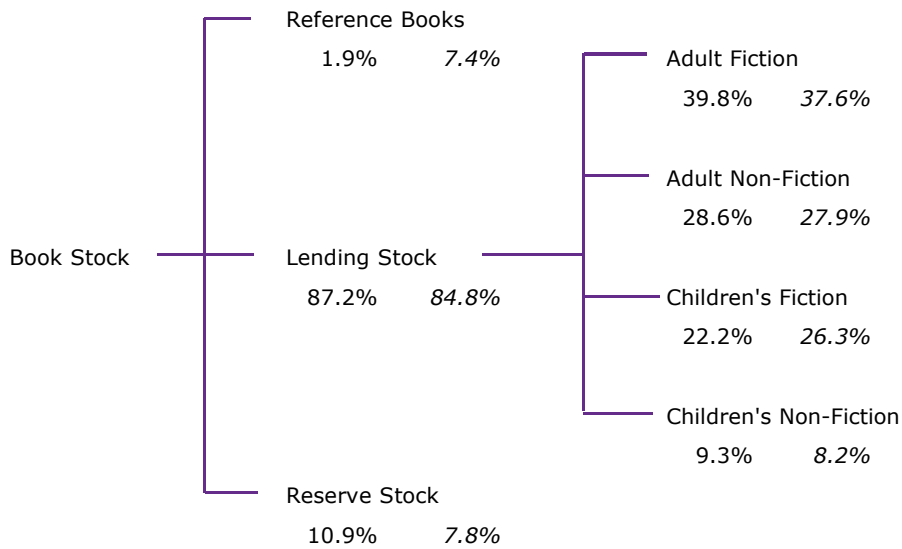 Reference Books
1.9% 7.4%
Adult Fiction
39.8% 37.6%
Adult Non-Fiction
28.6% 27.9%
Book Stock
Lending Stock
87.2% 84.8%
Children's Fiction
22.2% 26.3%
Children's Non-Fiction
9.3% 8.2%
Reserve Stock
10.9% 7.8%